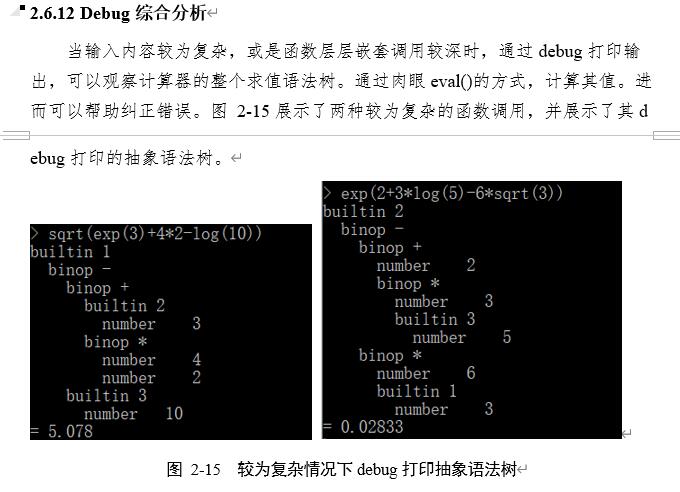 2.6.12 Debug 综合分析
当输入内容较为复杂，或是函数层层嵌套调用较深时，通过 debug 打印输
出，可以观察计算器的整个求值语法树。通过肉眼 eval()的方式，计算其值。进
而可以帮助纠正错误。图 2-15 展示了两种较为复杂的函数调用，并展示了其 d
ebug 打印的抽象语法树。
> sqrt(exp(3)+4*2-log(10))
builtin 1
binop -
binop +
builtin 2
number 3
binop *
number 4
number 2
builtin 3
number 10
= 5.078
> exp(2+3*log(5)-6*sqrt(3))
builtin 2
binop -
binop +
number 2
binop *
number 3
builtin 3
number 5
binop *
number 6
builtin 1
number 3
= 0.02833
图 2-15 较为复杂情况下 debug 打印抽象语法树